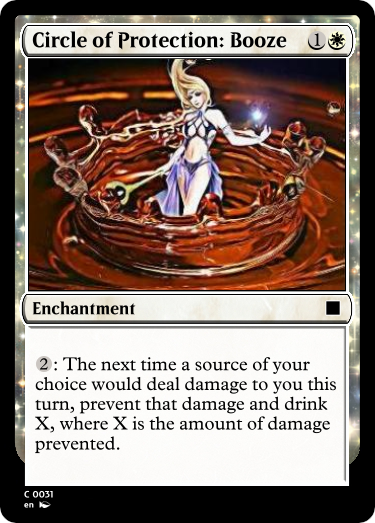 Circle of Protection: Booze 1
Enchantment
2: The next time a source of your
choice would deal damage to you this
turn, prevent that damage and drink
X, where X is the amount of damage
prevented.
C 0031
en